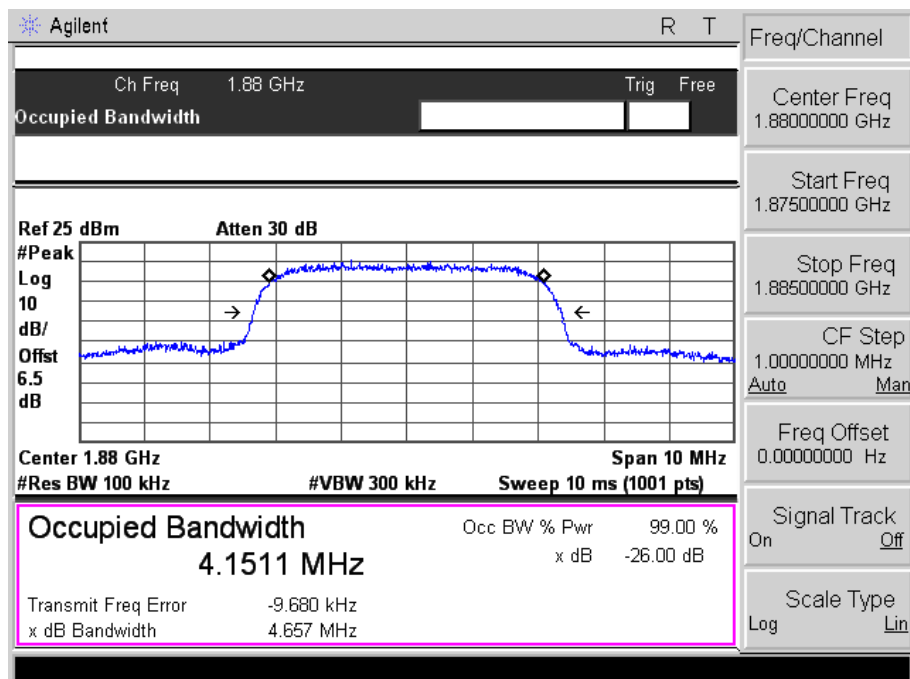 Agilent R T
Ch Freq 1.88 GHz Trig Free
Occupied Bandwidth
Ref 25 dBm Atten 30 dB
#Peak
Log
10
dB/
Offst
6.5
dB
Center 1.88 GHz Span 10 MHz
#Res BW 100 kHz #VBW 300 kHz Sweep 10 ms (1001 pts)
Occupied Bandwidth Occ BW % Pwr 99.00 %
4.1511 MHz x dB -26.00 dB
Transmit Freq Error -9.680 kHz
x dB Bandwidth 4.657 MHz
Freq/Channel
Center Freq
1.88000000 GHz
Start Freq
1.87500000 GHz
Stop Freq
1.88500000 GHz
CF Step
1.00000000 MHz
Auto Man
Freq Offset
0.00000000 Hz
Signal Track
On Off
Scale Type
Log Lin